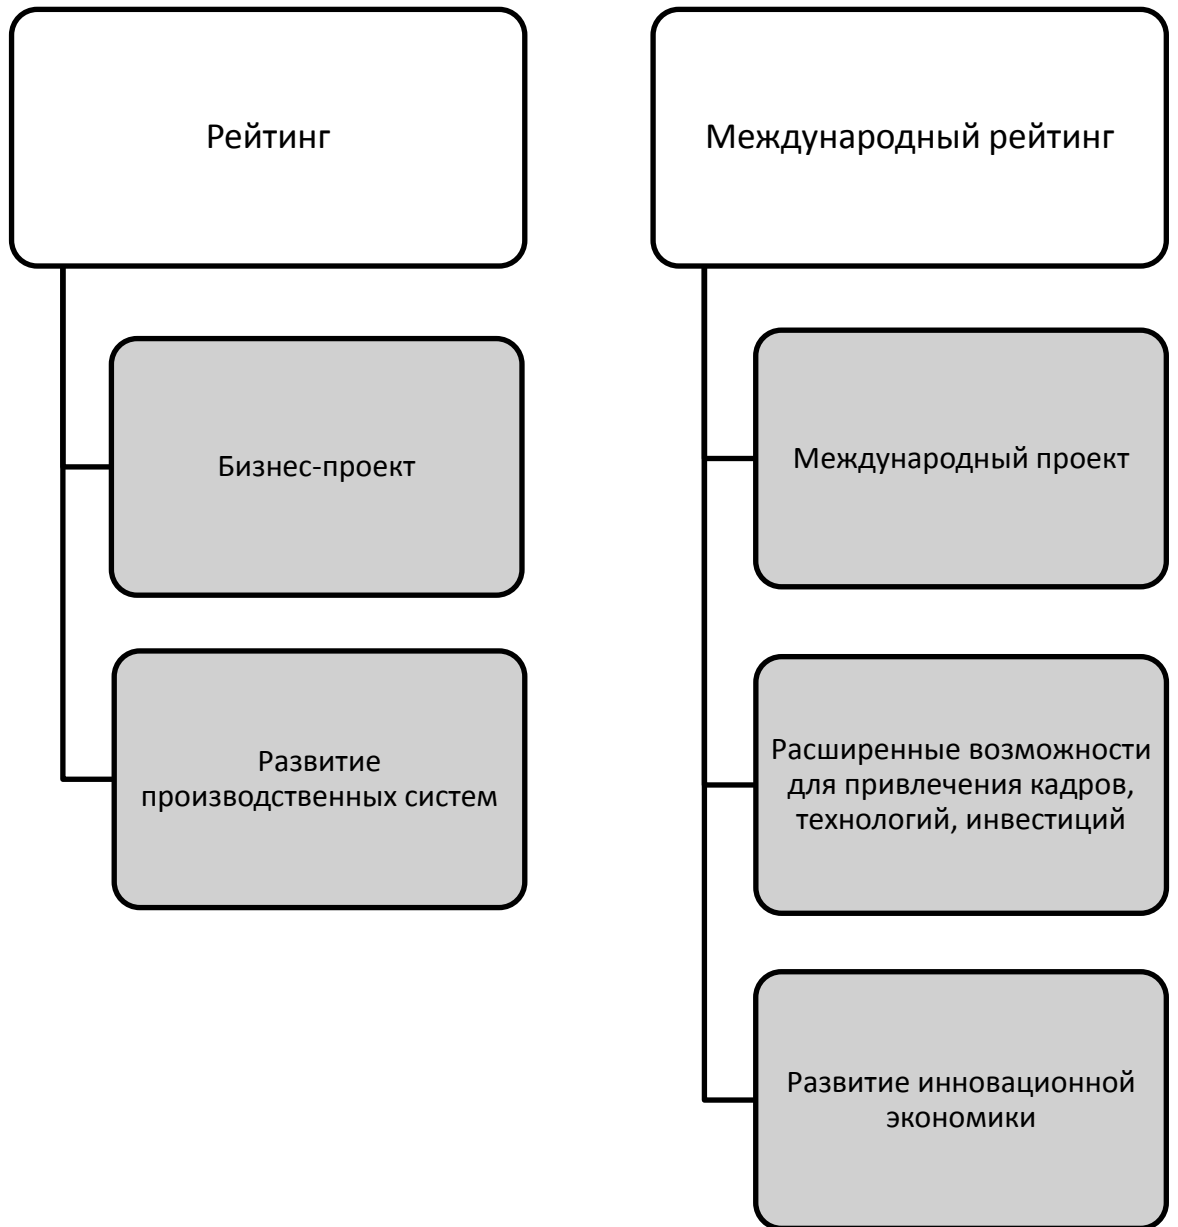 Рейтинг
Бизнес-проект
Развитие
производственных систем
Международный рейтинг
Международный проект
Расширенные возможности
для привлечения кадров,
технологий, инвестиций
Развитие инновационной
экономики